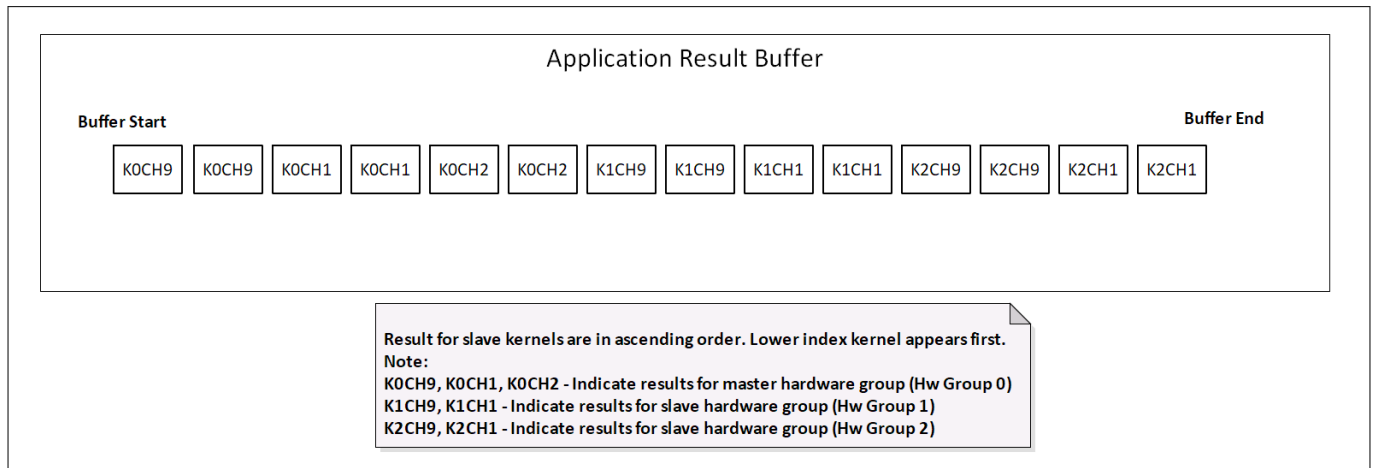 Application Result Buffer
Buffer Start
Buffer End
K0CH9 K0CH9 K0CH1 K0CH1 K0CH2 K0CH2 K1CH9 K1CH9 K1CH1 K1CH1 K2CH9 K2CH9 K2CH1 K2CH1
Result for slave kernels are in ascending order. Lower index kernel appears first.
Note:
K0CH9, K0CH1, K0CH2 - Indicate results for master hardware group (Hw Group 0)
K1CH9, K1CH1 - Indicate results for slave hardware group (Hw Group 1)
K2CH9, K2CH1 - Indicate results for slave hardware group (Hw Group 2)